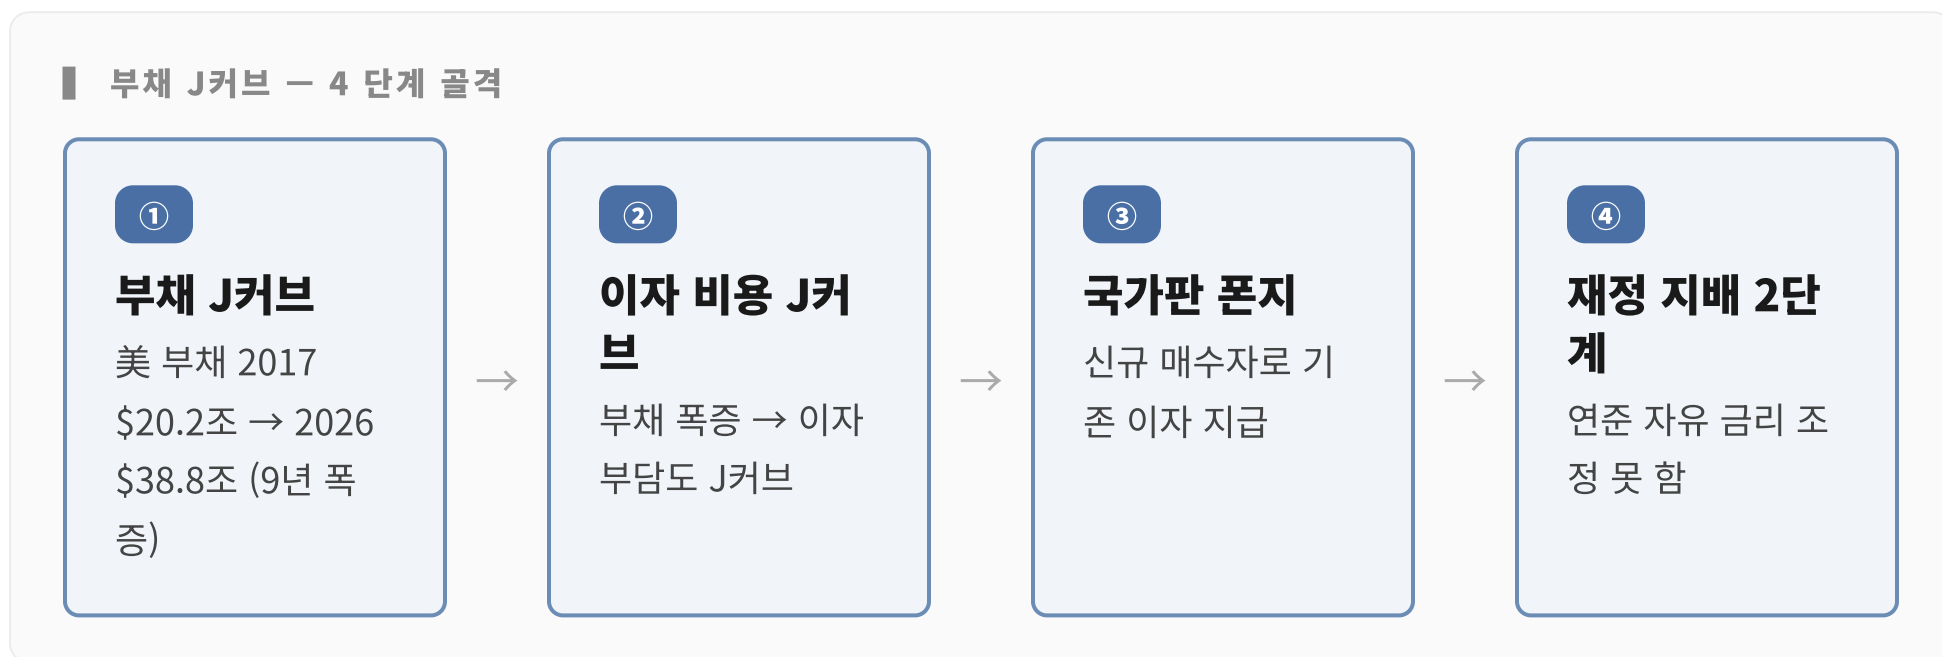 부채 J커브 — 4 단계 골격
①
부채 J커브
美 부채 2017
$20.2조 → 2026
$38.8조 (9년 폭
증)
→
②
이자 비용 J커
브
부채 폭증 → 이자
부담도 J커브
→
③
국가판 폰지
신규 매수자로 기
존 이자 지급
→
④
재정 지배 2단
계
연준 자유 금리 조
정 못 함